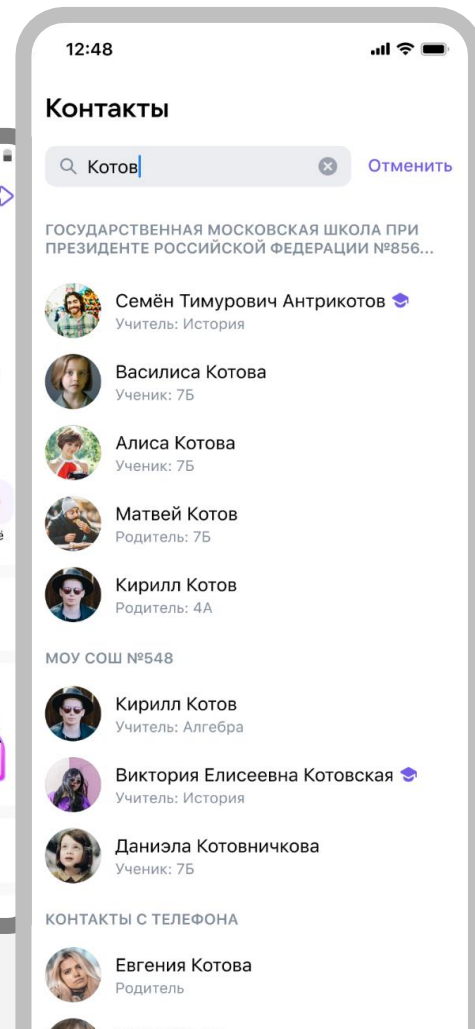 12:48
Контакты
Котов
Отменить
ГОСУДАРСТВЕННАЯ МОСКОВСКАЯ ШКОЛА ПРИ
ПРЕЗИДЕНТЕ РОССИЙСКОЙ ФЕДЕРАЦИИ №856...
Семён Тимурович Антрикотов
Учитель: История
Василиса Котова
Ученик: 7Б
Алиса Котова
Ученик: 7Б
Матвей Котов
Родитель: 7Б
Кирилл Котов
Родитель: 4А
МОУ СОШ №548
Кирилл Котов
Учитель: Алгебра
Виктория Елисеевна Котовская
Учитель: История
Даниэла Котовничкова
Ученик: 7Б
КОНТАКТЫ С ТЕЛЕФОНА
Евгения Котова
Родитель